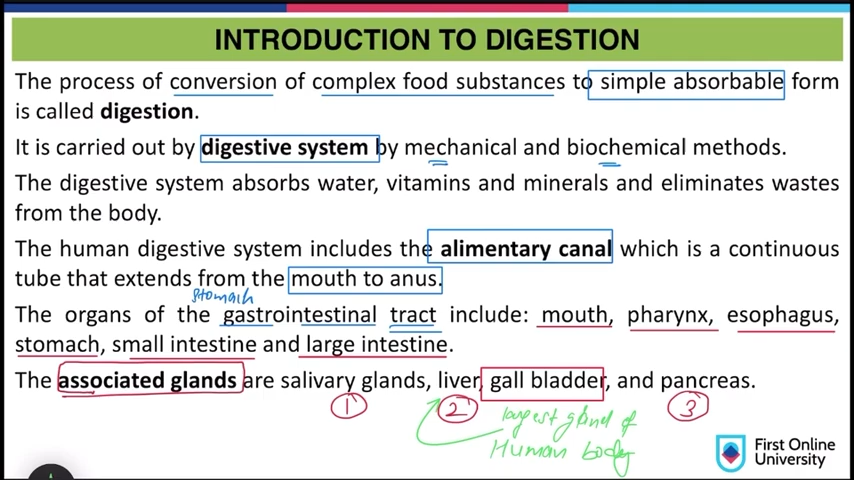 INTRODUCTION TO DIGESTION
The process of conversion of complex food substances to simple absorbable form
is called digestion.
It is carried out by digestive system by mechanical and biochemical methods.
The digestive system absorbs water, vitamins and minerals and eliminates wastes
from the body.
The human digestive system includes the alimentary canal which is a continuous
tube that extends from the mouth to anus.
stomach
The organs of the gastrointestinal tract include: mouth, pharynx, esophagus,
stomach, small intestine and large intestine.
The associated glands are salivary glands, liver, gall bladder, and pancreas.
1 2 3
largest gland of
Human body
First Online
University